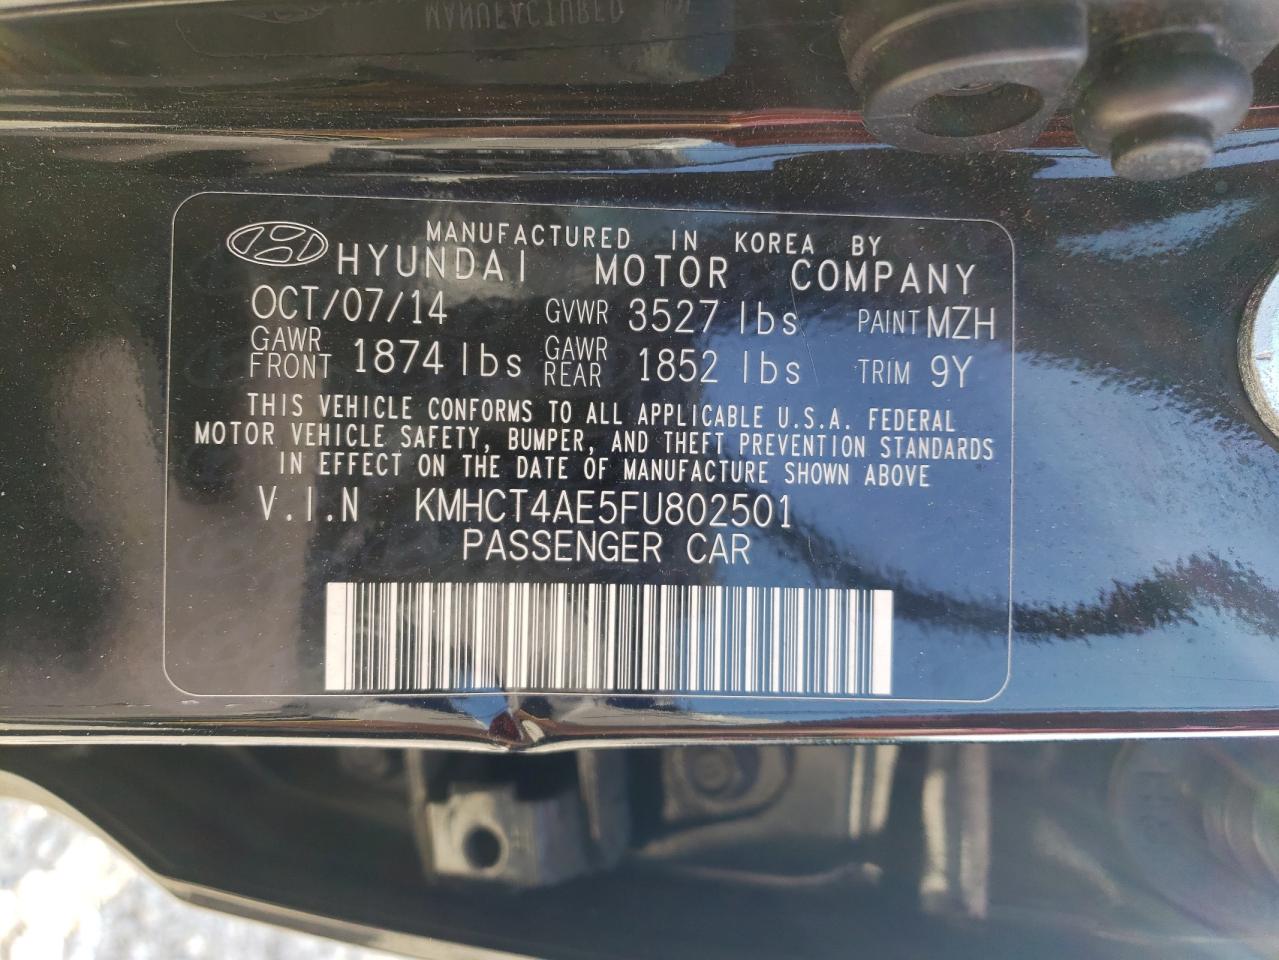 MANUFACTURED
MANUFACTURED IN KOREA BY
HYUNDAI MOTOR COMPANY
OCT/07/14 GVWR 3527 lbs PAINT MZH
GAWR FRONT 1874 lbs GAWR REAR 1852 lbs TRIM 9Y
THIS VEHICLE CONFORMS TO ALL APPLICABLE U.S.A. FEDERAL
MOTOR VEHICLE SAFETY, BUMPER, AND THEFT PREVENTION STANDARDS
IN EFFECT ON THE DATE OF MANUFACTURE SHOWN ABOVE
V.I.N KMHCT4AE5FU802501
PASSENGER CAR